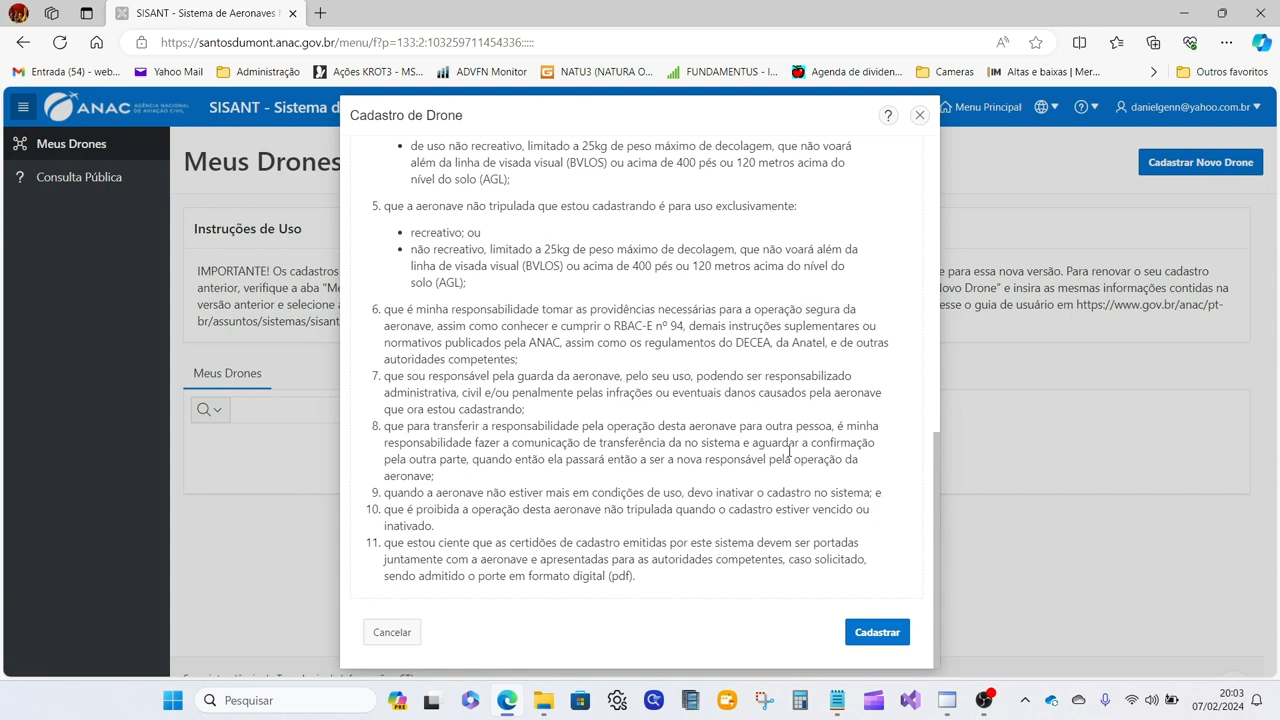 SISANT - Sistema de Aeronaves
https://santosdumont.anac.gov.br/menu/f?p=133:2:103259711454336:::::
Entrada (54) - web...
Yahoo Mail
Administração
Ações KROT3 - MS...
ADVFN Monitor
NATU3 (NATURA O...
FUNDAMENTUS - I...
Agenda de dividen...
Cameras
IM Altas e baixas | Mer...
Outros favoritos
ANAC AGÊNCIA NACIONAL DE AVIAÇÃO CIVIL
SISANT - Sistema d
Menu Principal
danielgenn@yahoo.com.br
Meus Drones
Consulta Pública
Meus Drones
Cadastrar Novo Drone
Instruções de Uso
IMPORTANTE! Os cadastros
anterior, verifique a aba "Me
versão anterior e selecione a
br/assuntos/sistemas/sisant
e para essa nova versão. Para renovar o seu cadastro
ovo Drone" e insira as mesmas informações contidas na
esse o guia de usuário em https://www.gov.br/anac/pt-
Meus Drones
Cadastro de Drone
?
• de uso não recreativo, limitado a 25kg de peso máximo de decolagem, que não voará
além da linha de visada visual (BVLOS) ou acima de 400 pés ou 120 metros acima do
nível do solo (AGL);
5. que a aeronave não tripulada que estou cadastrando é para uso exclusivamente:
• recreativo; ou
• não recreativo, limitado a 25kg de peso máximo de decolagem, que não voará além da
linha de visada visual (BVLOS) ou acima de 400 pés ou 120 metros acima do nível do
solo (AGL);
6. que é minha responsabilidade tomar as providências necessárias para a operação segura da
aeronave, assim como conhecer e cumprir o RBAC-E nº 94, demais instruções suplementares ou
normativos publicados pela ANAC, assim como os regulamentos do DECEA, da Anatel, e de outras
autoridades competentes;
7. que sou responsável pela guarda da aeronave, pelo seu uso, podendo ser responsabilizado
administrativa, civil e/ou penalmente pelas infrações ou eventuais danos causados pela aeronave
que ora estou cadastrando;
8. que para transferir a responsabilidade pela operação desta aeronave para outra pessoa, é minha
responsabilidade fazer a comunicação de transferência da no sistema e aguardar a confirmação
pela outra parte, quando então ela passará então a ser a nova responsável pela operação da
aeronave;
9. quando a aeronave não estiver mais em condições de uso, devo inativar o cadastro no sistema; e
10. que é proibida a operação desta aeronave não tripulada quando o cadastro estiver vencido ou
inativado.
11. que estou ciente que as certidões de cadastro emitidas por este sistema devem ser portadas
juntamente com a aeronave e apresentadas para as autoridades competentes, caso solicitado,
sendo admitido o porte em formato digital (pdf).
Cancelar
Cadastrar
Pesquisar
PRE
20:03
07/02/2024